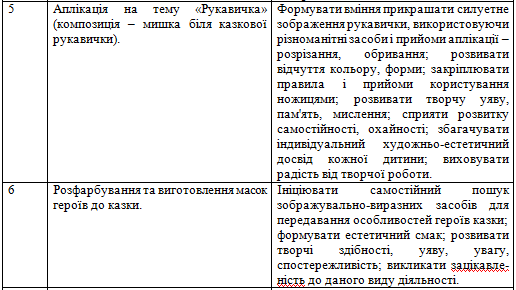 5
Аплікація на тему «Рукавичка»
(композиція – мишка біля казкової
рукавички).
Формувати вміння прикрашати силуетне
зображення рукавички, використовуючи
різноманітні засоби і прийоми аплікації –
розрізання, обривання; розвивати
відчуття кольору, форми; закріплювати
правила і прийоми користування
ножицями; розвивати творчу уяву,
пам'ять, мислення; сприяти розвитку
самостійності, охайності; збагачувати
індивідуальний художньо-естетичний
досвід кожної дитини; виховувати
радість від творчої роботи.
6
Розфарбування та виготовлення масок
героїв до казки.
Ініціювати самостійний пошук
зображувально-виразних засобів для
передавання особливостей героїв казки;
формувати естетичний смак; розвивати
творчі здібності, уяву, увагу,
спостережливість; викликати зацікавле-
ність до даного виду діяльності.